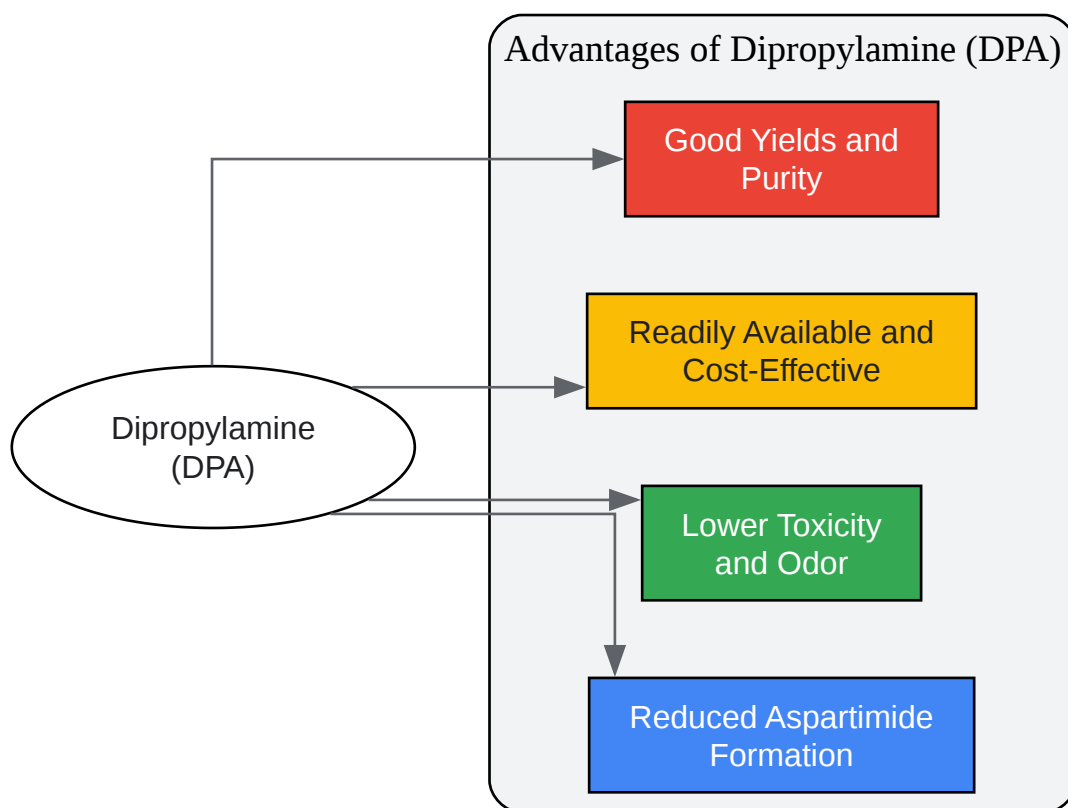 Advantages of Dipropylamine (DPA)
Good Yields and
Purity
Readily Available and
Cost-Effective
Dipropylamine
(DPA)
Lower Toxicity
and Odor
Reduced Aspartimide
Formation